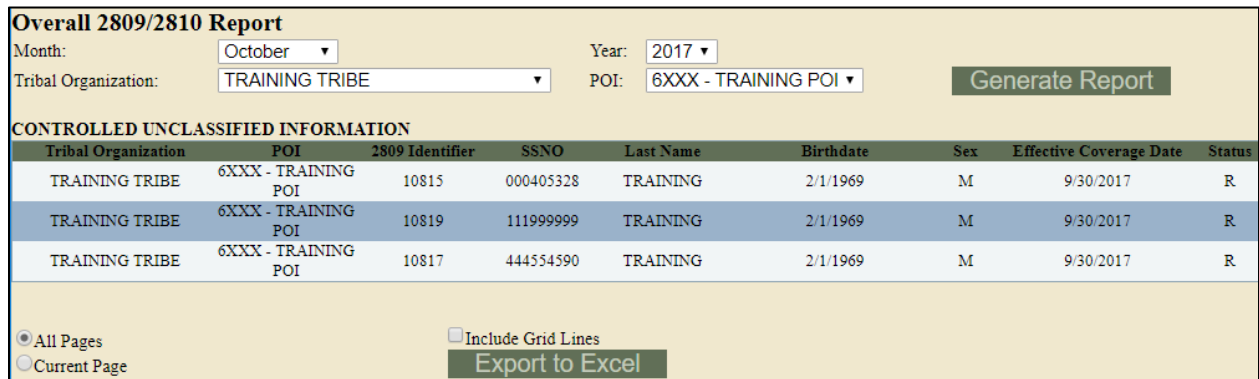 Overall 2809/2810 Report
Month: October Year: 2017
Tribal Organization: TRAINING TRIBE POI: 6XXX - TRAINING POI Generate Report
CONTROLLED UNCLASSIFIED INFORMATION
Tribal Organization POI 2809 Identifier SSNO Last Name Birthdate Sex Effective Coverage Date Status
TRAINING TRIBE 6XXX - TRAINING POI 10815 000405328 TRAINING 2/1/1969 M 9/30/2017 R
TRAINING TRIBE 6XXX - TRAINING POI 10819 111999999 TRAINING 2/1/1969 M 9/30/2017 R
TRAINING TRIBE 6XXX - TRAINING POI 10817 444554590 TRAINING 2/1/1969 M 9/30/2017 R
All Pages Include Grid Lines
Current Page Export to Excel